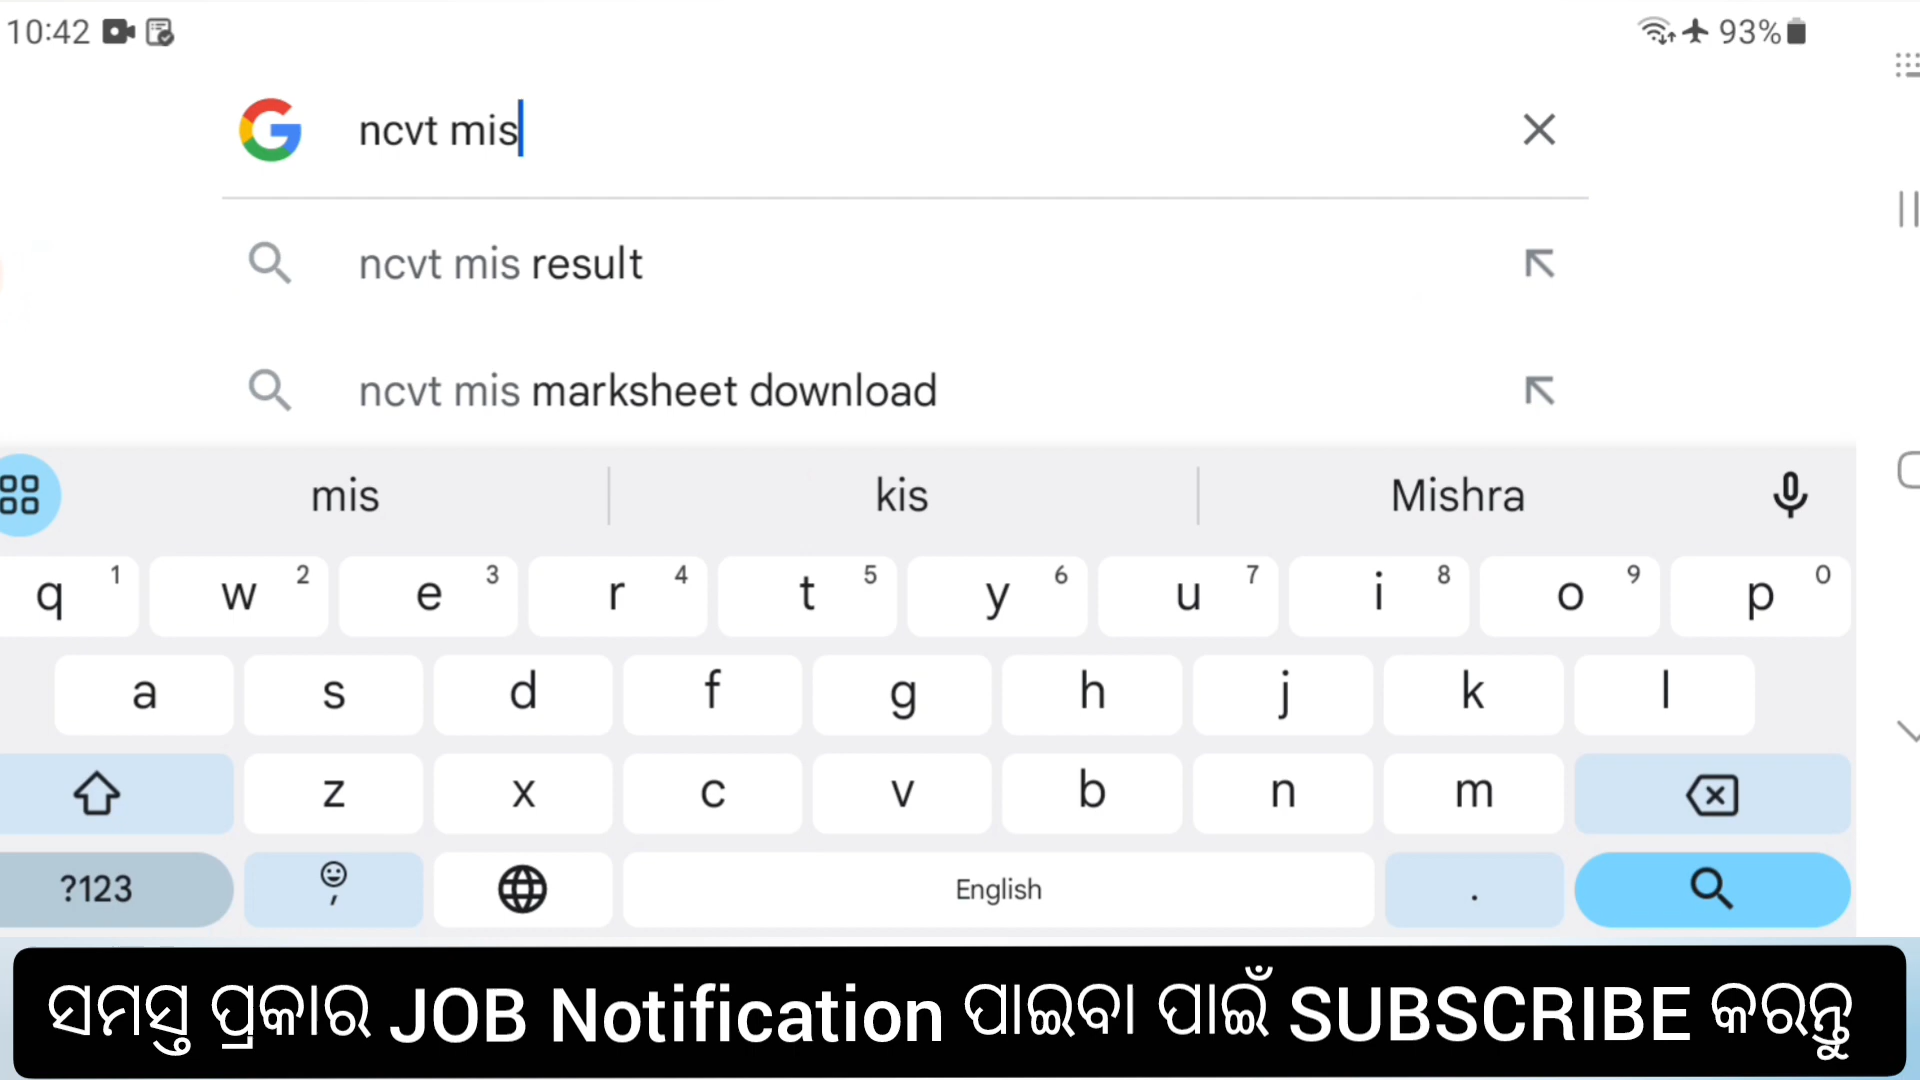 10:42 93%
ncvt mis
ncvt mis result
ncvt mis marksheet download
mis kis Mishra
q 1 w 2 e 3 r 4 t 5 y 6 u 7 i 8 o 9 p 0
a s d f g h j k l
z x c v b n m
?123 , English .
ସମସ୍ତ ପ୍ରକାର JOB Notification ପାଇବା ପାଇଁ SUBSCRIBE କରନ୍ତୁ